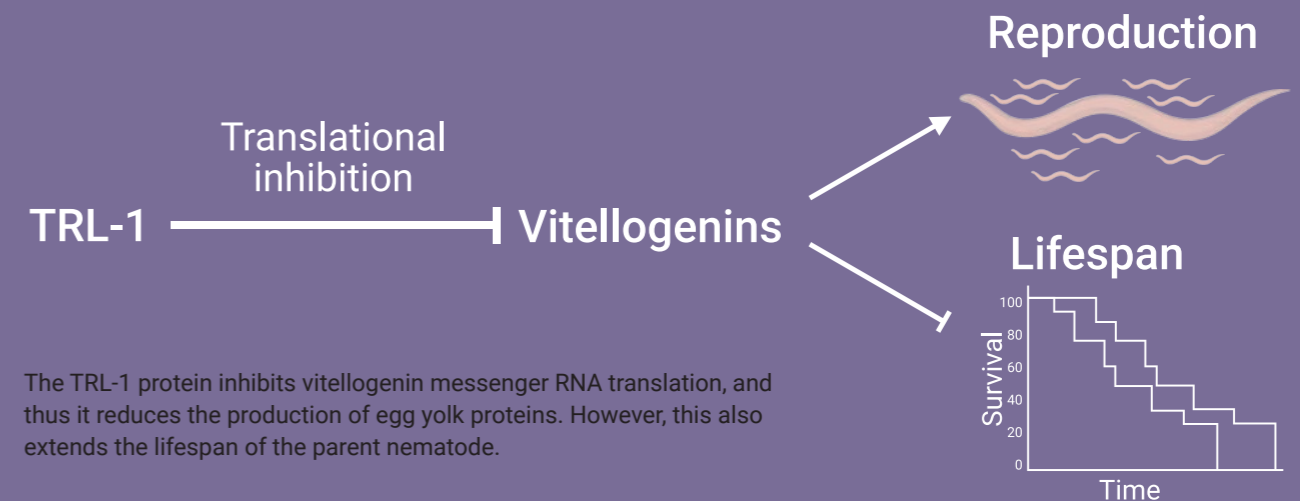 Reproduction
Translational
inhibition
TRL-1
Vitellogenins
Lifespan
100
80
60
40
20
0
Survival
Time
The TRL-1 protein inhibits vitellogenin messenger RNA translation, and
thus it reduces the production of egg yolk proteins. However, this also
extends the lifespan of the parent nematode.